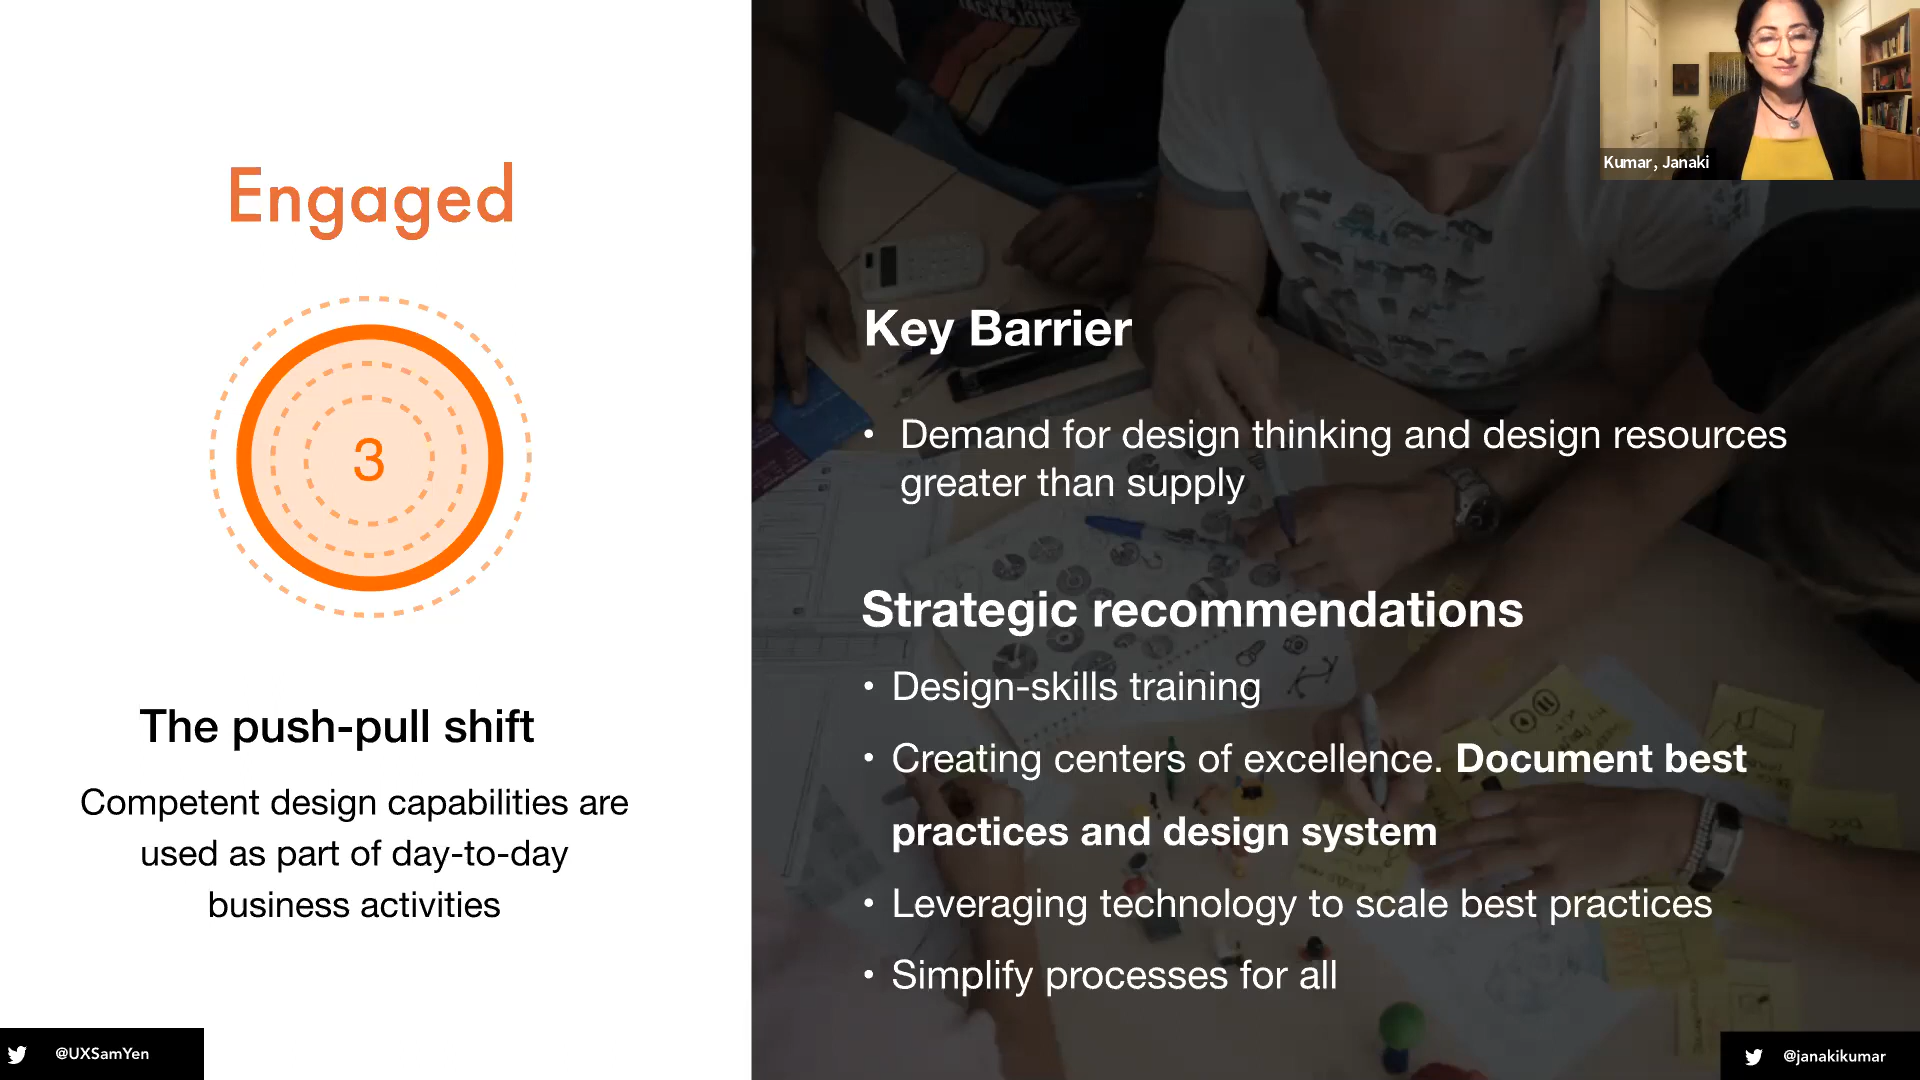 JACK&JONES
Kumar, Janaki
Engaged
3
The push-pull shift
Competent design capabilities are
used as part of day-to-day
business activities
Key Barrier
• Demand for design thinking and design resources
greater than supply
Strategic recommendations
• Design-skills training
• Creating centers of excellence. Document best
practices and design system
• Leveraging technology to scale best practices
• Simplify processes for all
@UXSamYen
@janakikumar